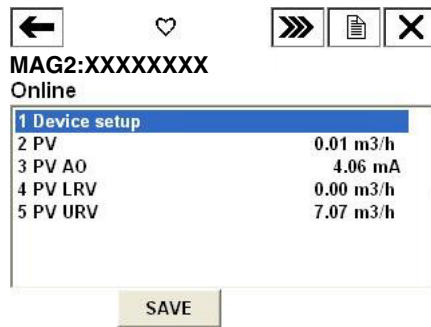 MAG2:XXXXXXXX
Online
1 Device setup
2 PV 0.01 m3/h
3 PV AO 4.06 mA
4 PV LRV 0.00 m3/h
5 PV URV 7.07 m3/h
SAVE